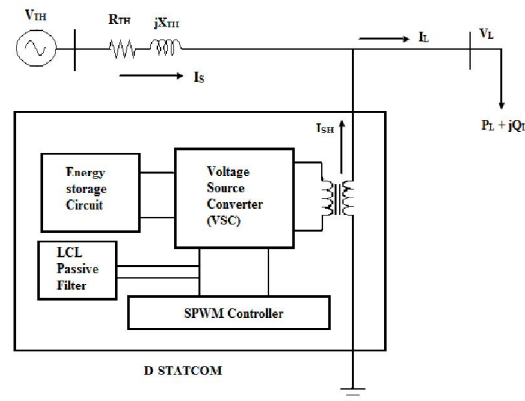 VTH
RTH
jXTH
IS
IL
VL
PL + jQL
ISH
Energy
storage
Circuit
Voltage
Source
Converter
(VSC)
LCL
Passive
Filter
SPWM Controller
D STATCOM